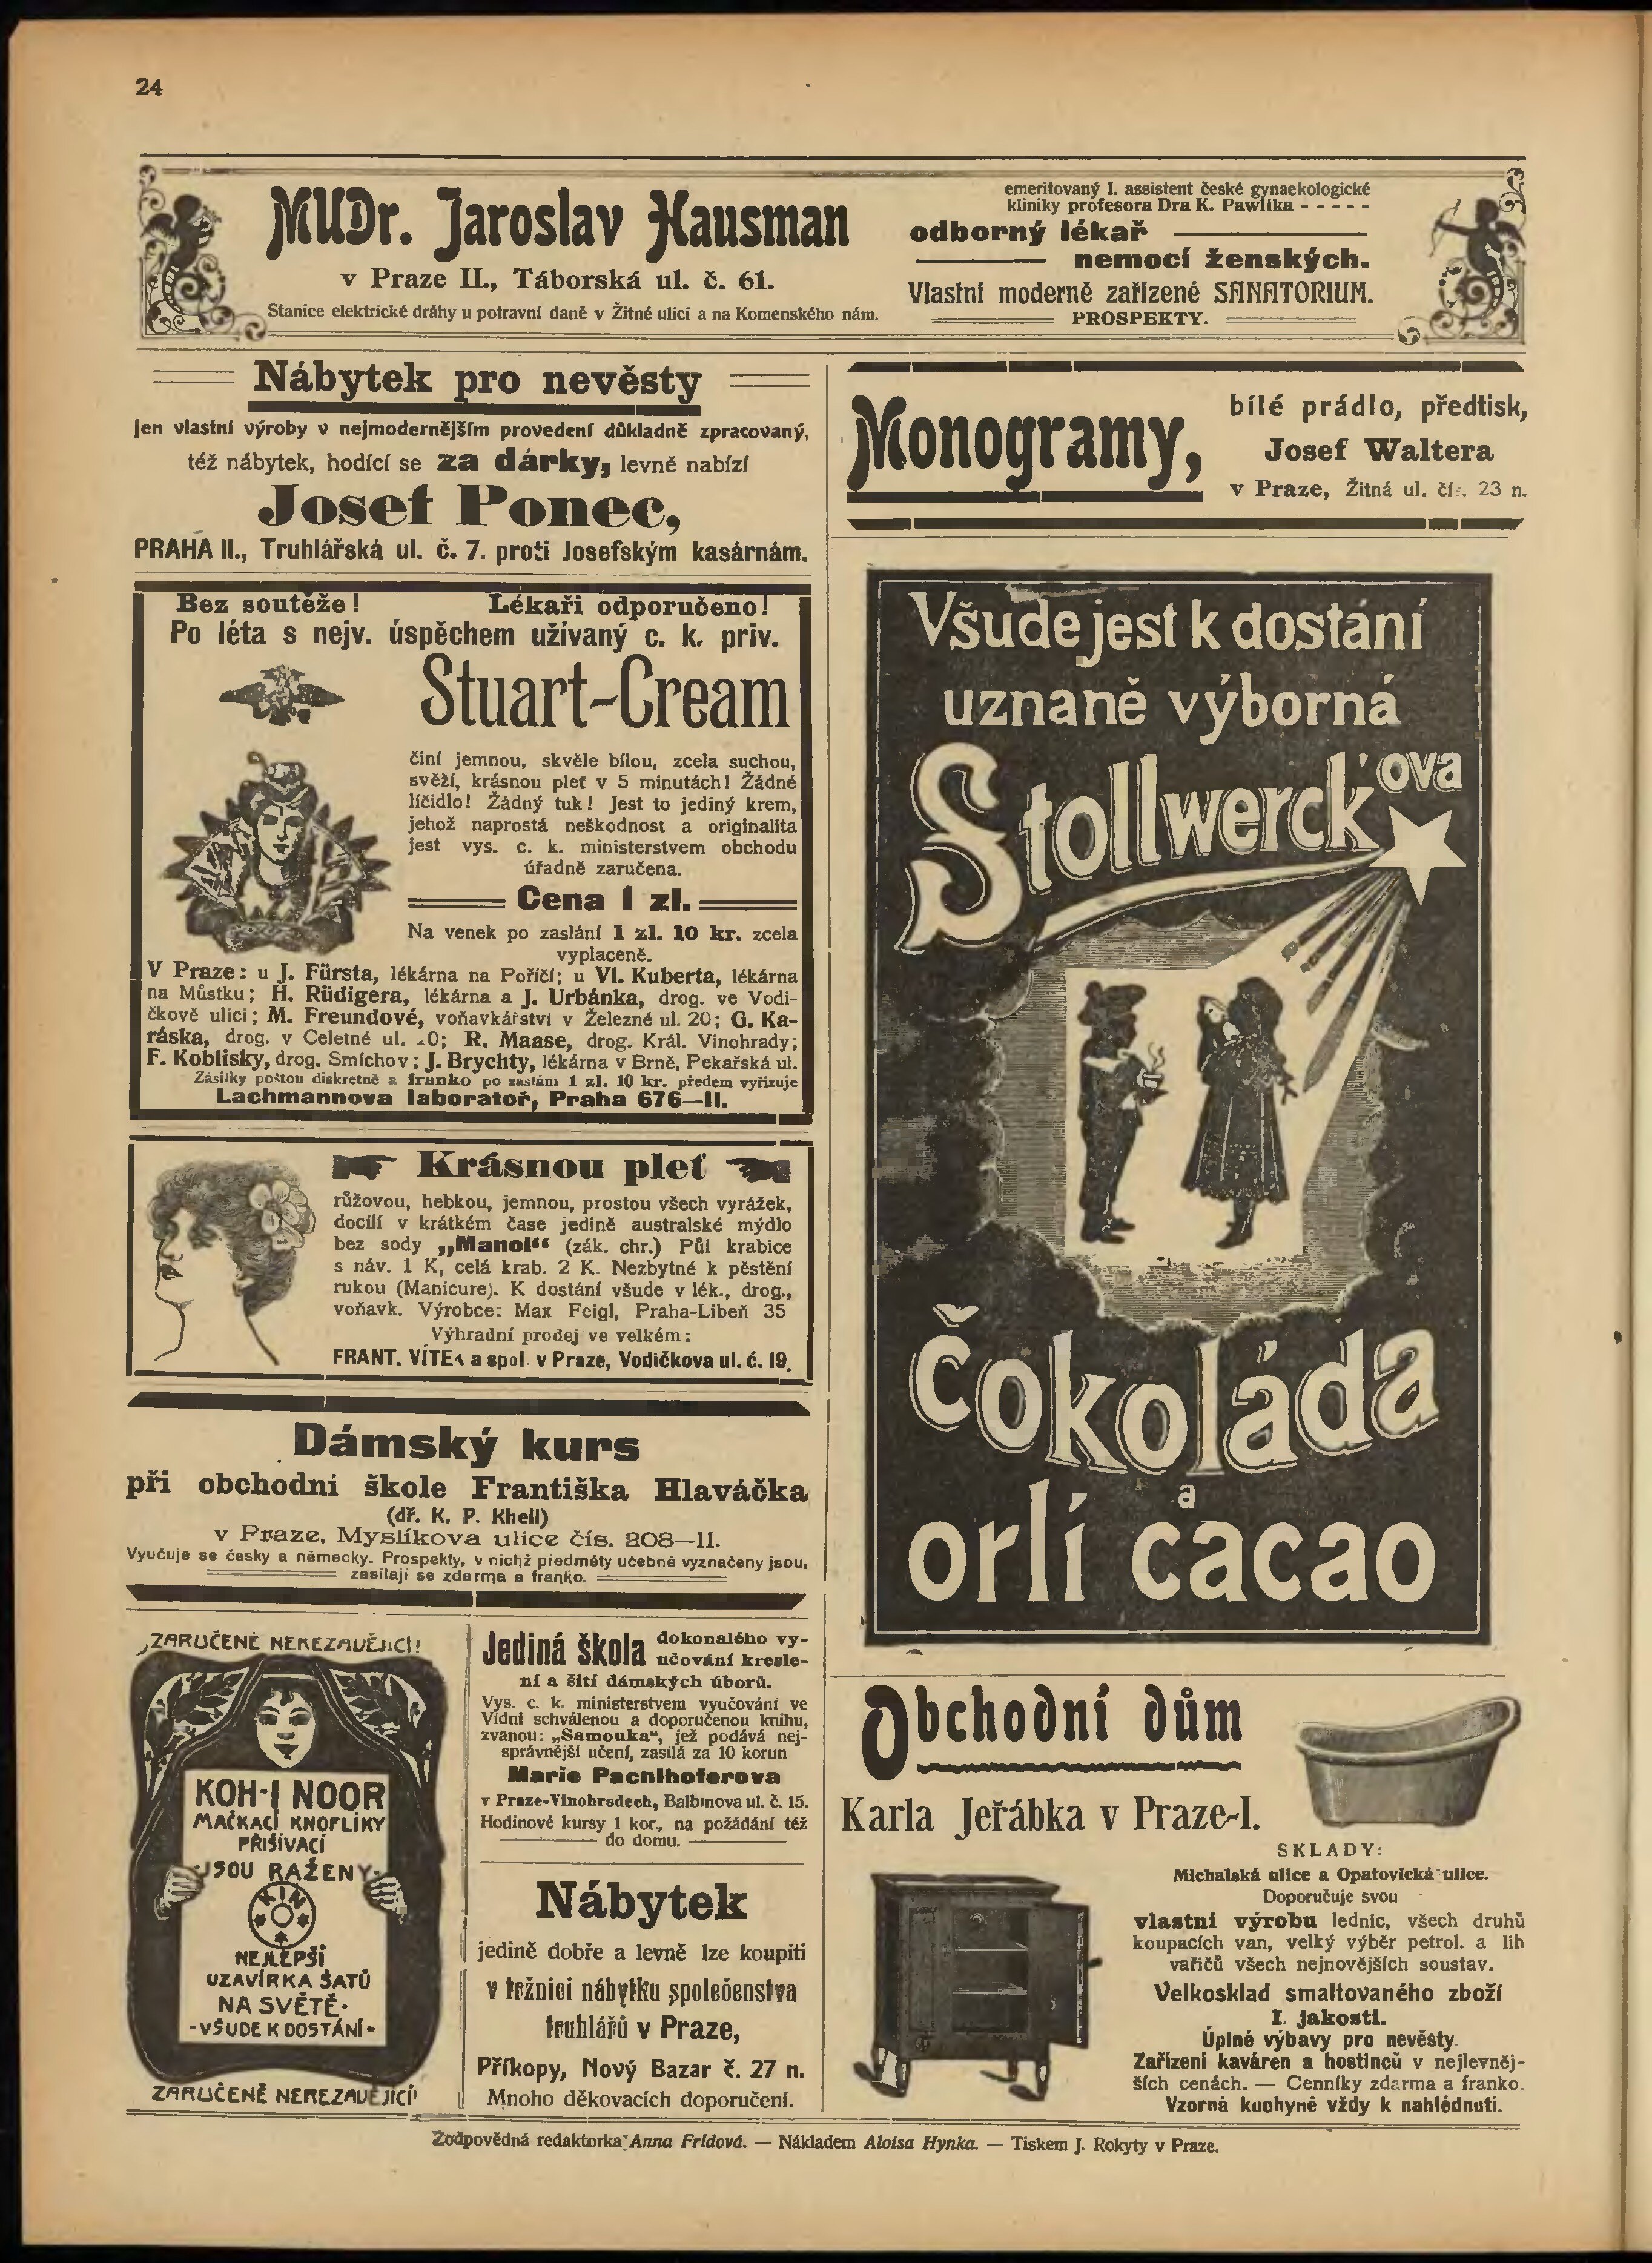 24
MUDr. Jaroslav Hausman
v Praze II., Táborská ul. č. 61.
Stanice elektrické dráhy u potravní daně v Žitné ulici a na Komenského nám.
emeritovaný I. assistent české gynaekologické
kliniky profesora Dra K. Pawlíka - - - - -
odborný lékař
nemocí ženských.
Vlastní moderně zařízené SANATORIUM.
PROSPEKTY.
Nábytek pro nevěsty
jen vlastní výroby v nejmodernějším provedení důkladně zpracovaný,
též nábytek, hodící se za dárky, levně nabízí
Josef Ponec,
PRAHA II., Truhlářská ul. č. 7. proti Josefským kasárnám.
Monogramy,
bílé prádlo, předtisk,
Josef Waltera
v Praze, Žitná ul. čís. 23 n.
Bez soutěže! Lékaři odporučeno!
Po léta s nejv. úspěchem užívaný c. k. priv.
Stuart-Cream
činí jemnou, skvěle bílou, zcela suchou,
svěží, krásnou pleť v 5 minutách! Žádné
líčidlo! Žádný tuk! Jest to jediný krem,
jehož naprostá neškodnost a originalita
jest vys. c. k. ministerstvem obchodu
úřadně zaručena.
Cena 1 zl.
Na venek po zaslání 1 zl. 10 kr. zcela
vyplaceně.
V Praze: u J. Fürsta, lékárna na Poříčí; u Vl. Kuberta, lékárna
na Můstku; H. Rüdigera, lékárna a J. Urbánka, drog. ve Vodi-
čkově ulici; M. Freundové, voňavkářství v Železné ul. 20; G. Ka-
ráska, drog. v Celetné ul. R. Maase, drog. Král. Vinohrady;
F. Koblisky, drog. Smíchov; J. Brychty, lékárna v Brně, Pekařská ul.
Zásilky poštou diskretně a franko po zaslání 1 zl. 10 kr. předem vyřizuje
Lachmannova laboratoř, Praha 676—II.
Krásnou pleť
růžovou, hebkou, jemnou, prostou všech vyrážek,
docílí v krátkém čase jedině australské mýdlo
bez sody „Manol“ (zák. chr.) Půl krabice
s náv. 1 K, celá krab. 2 K. Nezbytné k pěstění
rukou (Manicure). K dostání všude v lék., drog.,
voňavk. Výrobce: Max Feigl, Praha-Libeň 35
Výhradní prodej ve velkém:
FRANT. VÍTEK a spol. v Praze, Vodičkova ul. č. 19.
Dámský kurs
při obchodní škole Františka Hlaváčka
(dř. K. P. Kheil)
v Praze, Myslíkova ulice čís. 208—II.
Vyučuje se česky a německy. Prospekty, v nichž předměty učebné vyznačeny jsou,
zasílají se zdarma a franko.
ZARUČENĚ NEREZAVĚJÍCÍ!
KOH-I NOOR
MAČKACÍ KNOFLÍKY
PŘIŠÍVACÍ
JSOU RAŽENY
KIN
NEJLEPŠÍ
UZAVÍRKA ŠATŮ
NA SVĚTĚ·
-VŠUDE K DOSTÁNÍ-
ZARUČENĚ NEREZAVĚJÍCÍ!
Jediná škola dokonalého vy-
učování kresle-
ní a šití dámských úborů.
Vys. c. k. ministerstvem vyučování ve
Vídni schválenou a doporučenou knihu,
zvanou: „Samouka“, jež podává nej-
správnější učení, zasílá za 10 korun
Marie Pachlhoferova
v Praze-Vinohradech, Balbínova ul. č. 15.
Hodinové kursy 1 kor., na požádání též
do domu.
Nábytek
jedině dobře a levně lze koupiti
v tržnici nábytku společenstva
truhlářů v Praze,
Příkopy, Nový Bazar č. 27 n.
Mnoho děkovacích doporučení.
Všude jest k dostání
uznaně výborná
Stollwerck'ova
čokoláda
a
orlí cacao
Obchodní dům
Karla Jeřábka v Praze-I.
SKLADY:
Michalská ulice a Opatovická ulice.
Doporučuje svou
vlastní výrobu lednic, všech druhů
koupacích van, velký výběr petrol. a lih
vařičů všech nejnovějších soustav.
Velkosklad smaltovaného zboží
I. jakosti.
Úplné výbavy pro nevěsty.
Zařízení kaváren a hostinců v nejlevněj-
ších cenách. — Cenníky zdarma a franko.
Vzorná kuchyně vždy k nahlédnutí.
Zodpovědná redaktorka Anna Fridová. — Nákladem Aloisa Hynka. — Tiskem J. Rokyty v Praze.